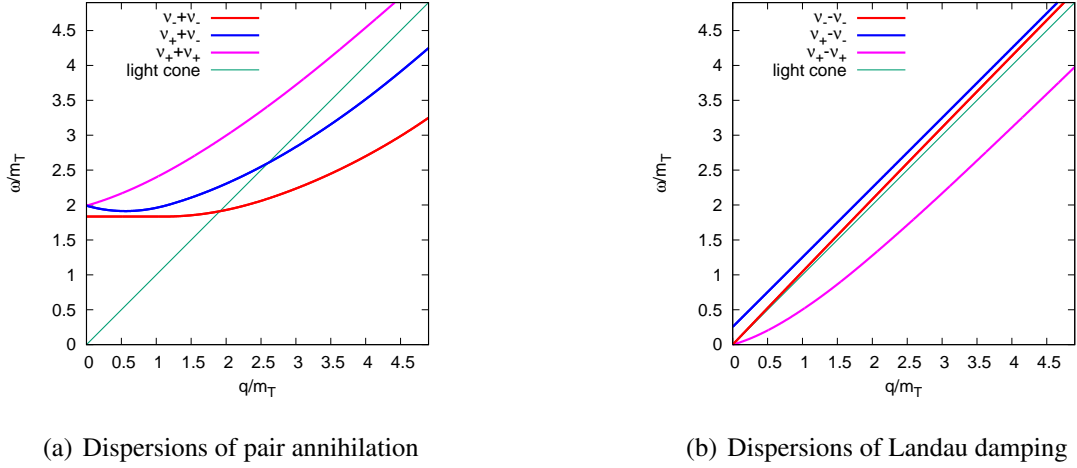 ν₋+ν₋
ν₊+ν₋
ν₊+ν₊
light cone
4.5
4
3.5
3
2.5
2
1.5
1
0.5
0
ω/m_T
0 0.5 1 1.5 2 2.5 3 3.5 4 4.5
q/m_T
(a) Dispersions of pair annihilation
ν₋-ν₋
ν₊-ν₋
ν₊-ν₊
light cone
4.5
4
3.5
3
2.5
2
1.5
1
0.5
0
ω/m_T
0 0.5 1 1.5 2 2.5 3 3.5 4 4.5
q/m_T
(b) Dispersions of Landau damping